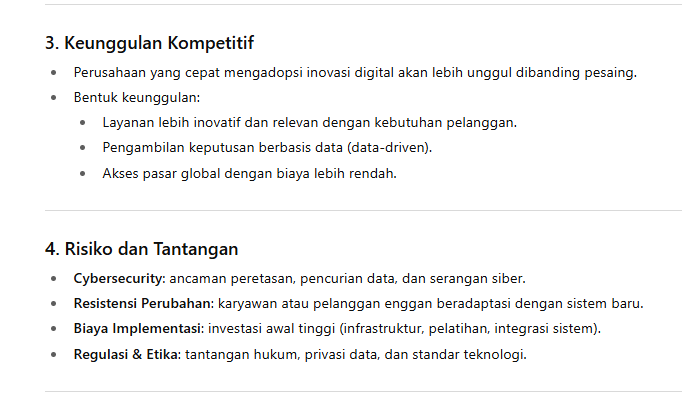 3. Keunggulan Kompetitif
• Perusahaan yang cepat mengadopsi inovasi digital akan lebih unggul dibanding pesaing.
• Bentuk keunggulan:
• Layanan lebih inovatif dan relevan dengan kebutuhan pelanggan.
• Pengambilan keputusan berbasis data (data-driven).
• Akses pasar global dengan biaya lebih rendah.
4. Risiko dan Tantangan
• Cybersecurity: ancaman peretasan, pencurian data, dan serangan siber.
• Resistensi Perubahan: karyawan atau pelanggan enggan beradaptasi dengan sistem baru.
• Biaya Implementasi: investasi awal tinggi (infrastruktur, pelatihan, integrasi sistem).
• Regulasi & Etika: tantangan hukum, privasi data, dan standar teknologi.